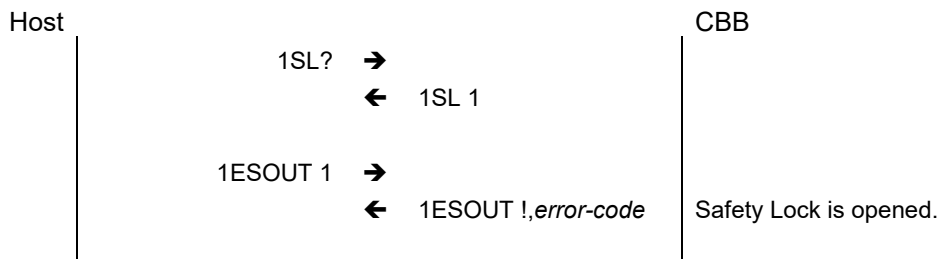 Host CBB
1SL? ➔
🡰 1SL 1
1ESOUT 1 ➔
🡰 1ESOUT !,error-code Safety Lock is opened.